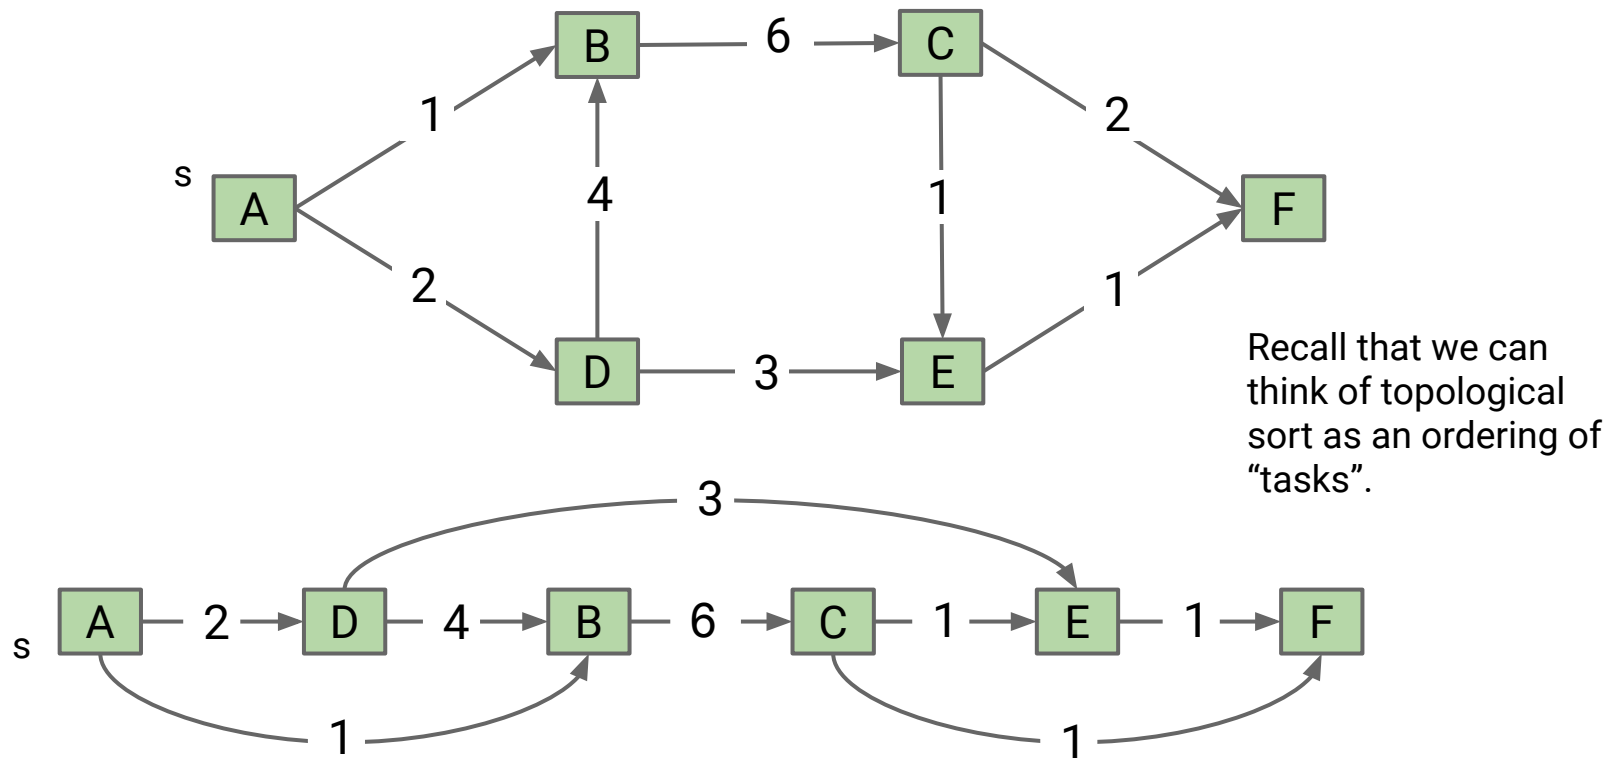 B 6 C
1 2
s
A 4 1 F
2 1
D 3 E
Recall that we can
think of topological
sort as an ordering of
“tasks”.
3
A 2 D 4 B 6 C 1 E 1 F
s
1 1